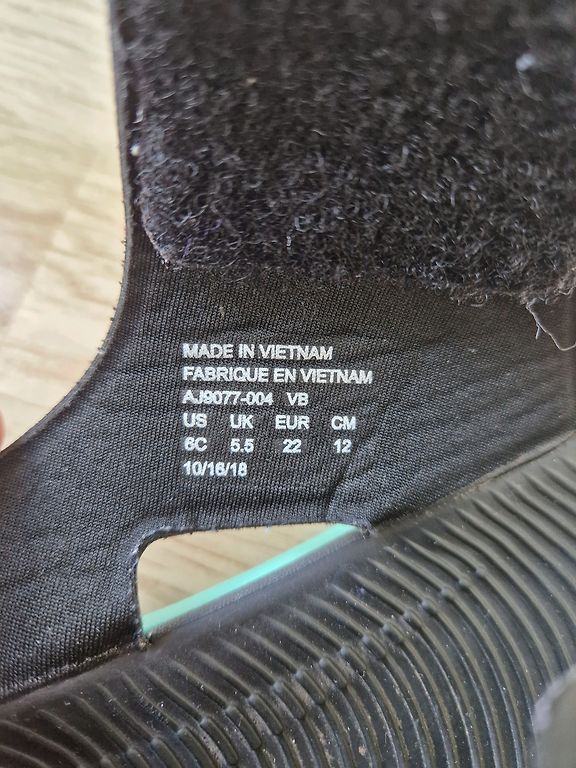 MADE IN VIETNAM
FABRIQUE EN VIETNAM
AJ9077-004 VB
US UK EUR CM
6C 5.5 22 12
10/16/18